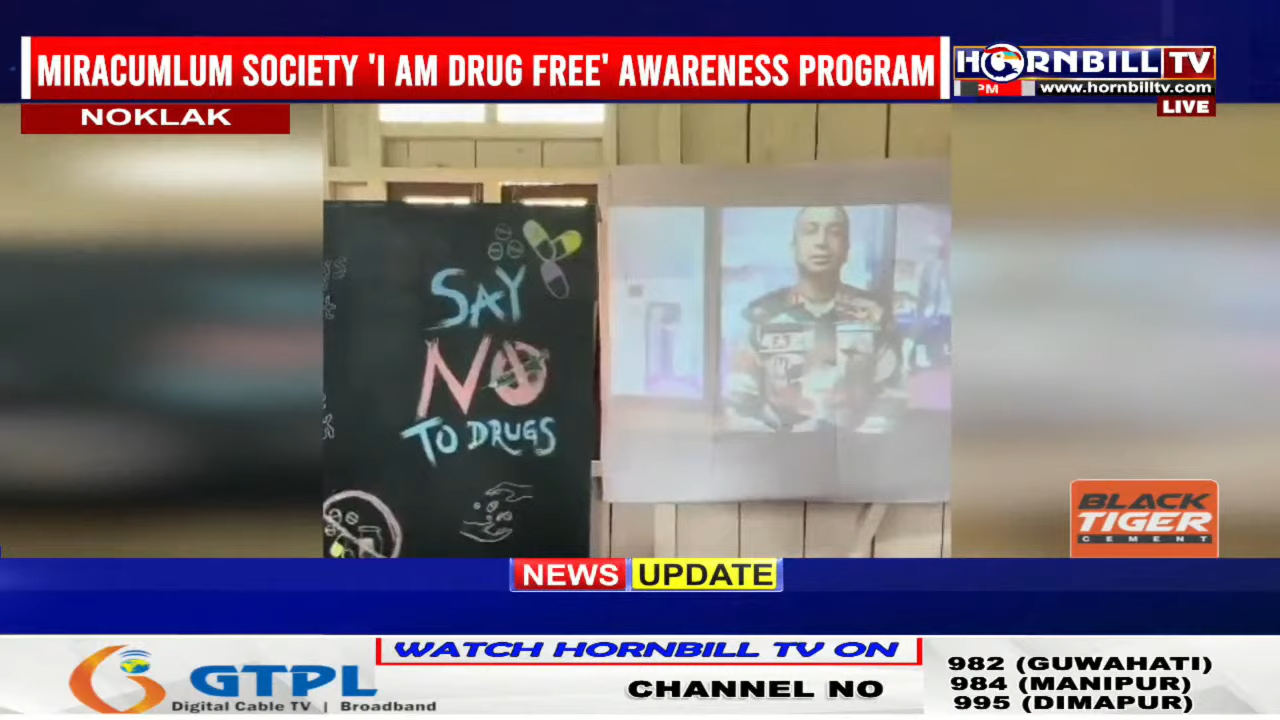 MIRACUMLUM SOCIETY 'I AM DRUG FREE' AWARENESS PROGRAM
HORNBILL TV
PM
www.hornbilltv.com
LIVE
NOKLAK
SAY
NO
TO DRUGS
BLACK
TIGER
CEMENT
NEWS UPDATE
WATCH HORNBILL TV ON
GTPL
Digital Cable TV | Broadband
CHANNEL NO
982 (GUWAHATI)
984 (MANIPUR)
995 (DIMAPUR)